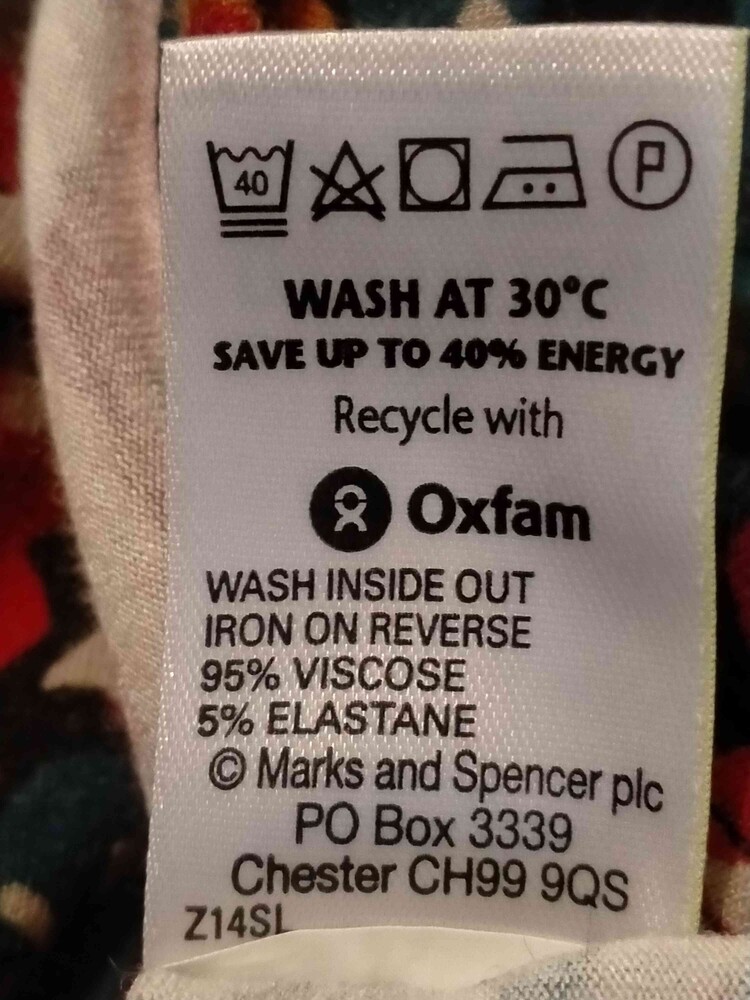 40 P
WASH AT 30°C
SAVE UP TO 40% ENERGY
Recycle with
Oxfam
WASH INSIDE OUT
IRON ON REVERSE
95% VISCOSE
5% ELASTANE
© Marks and Spencer plc
PO Box 3339
Chester CH99 9QS
Z14SL